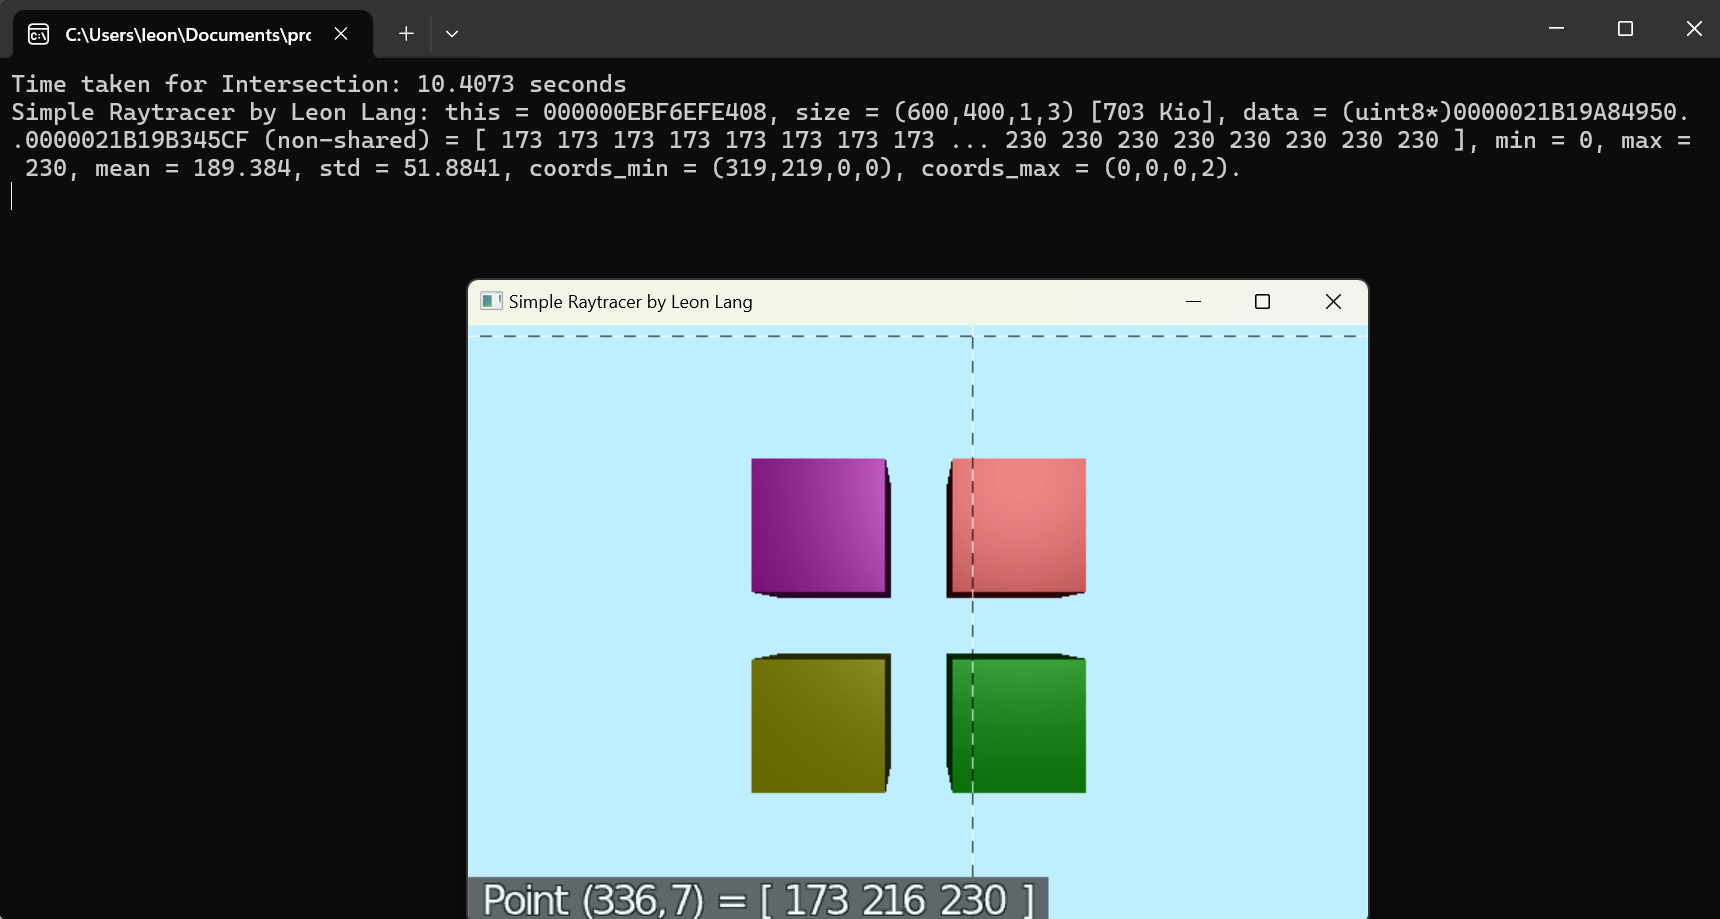 C:\Users\leon\Documents\prc
Time taken for Intersection: 10.4073 seconds
Simple Raytracer by Leon Lang: this = 000000EBF6EFE408, size = (600,400,1,3) [703 Kio], data = (uint8*)0000021B19A84950.
.0000021B19B345CF (non-shared) = [ 173 173 173 173 173 173 173 173 ... 230 230 230 230 230 230 230 230 ], min = 0, max =
230, mean = 189.384, std = 51.8841, coords_min = (319,219,0,0), coords_max = (0,0,0,2).
Simple Raytracer by Leon Lang
Point (336,7) = [ 173 216 230 ]